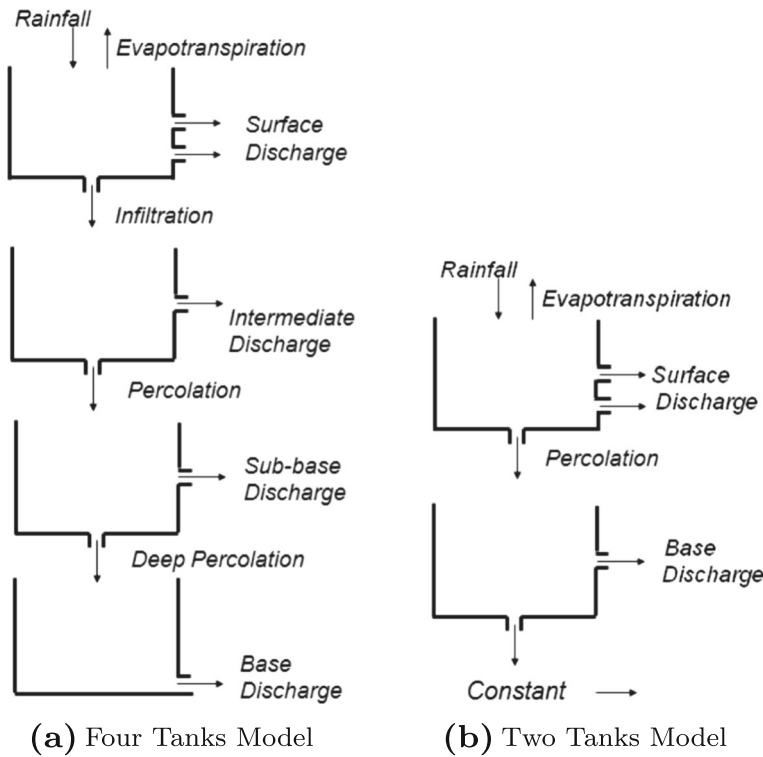 Rainfall
Evapotranspiration
Surface
Discharge
Infiltration
Intermediate
Discharge
Percolation
Sub-base
Discharge
Deep Percolation
Base
Discharge
(a) Four Tanks Model
Rainfall
Evapotranspiration
Surface
Discharge
Percolation
Base
Discharge
Constant
(b) Two Tanks Model